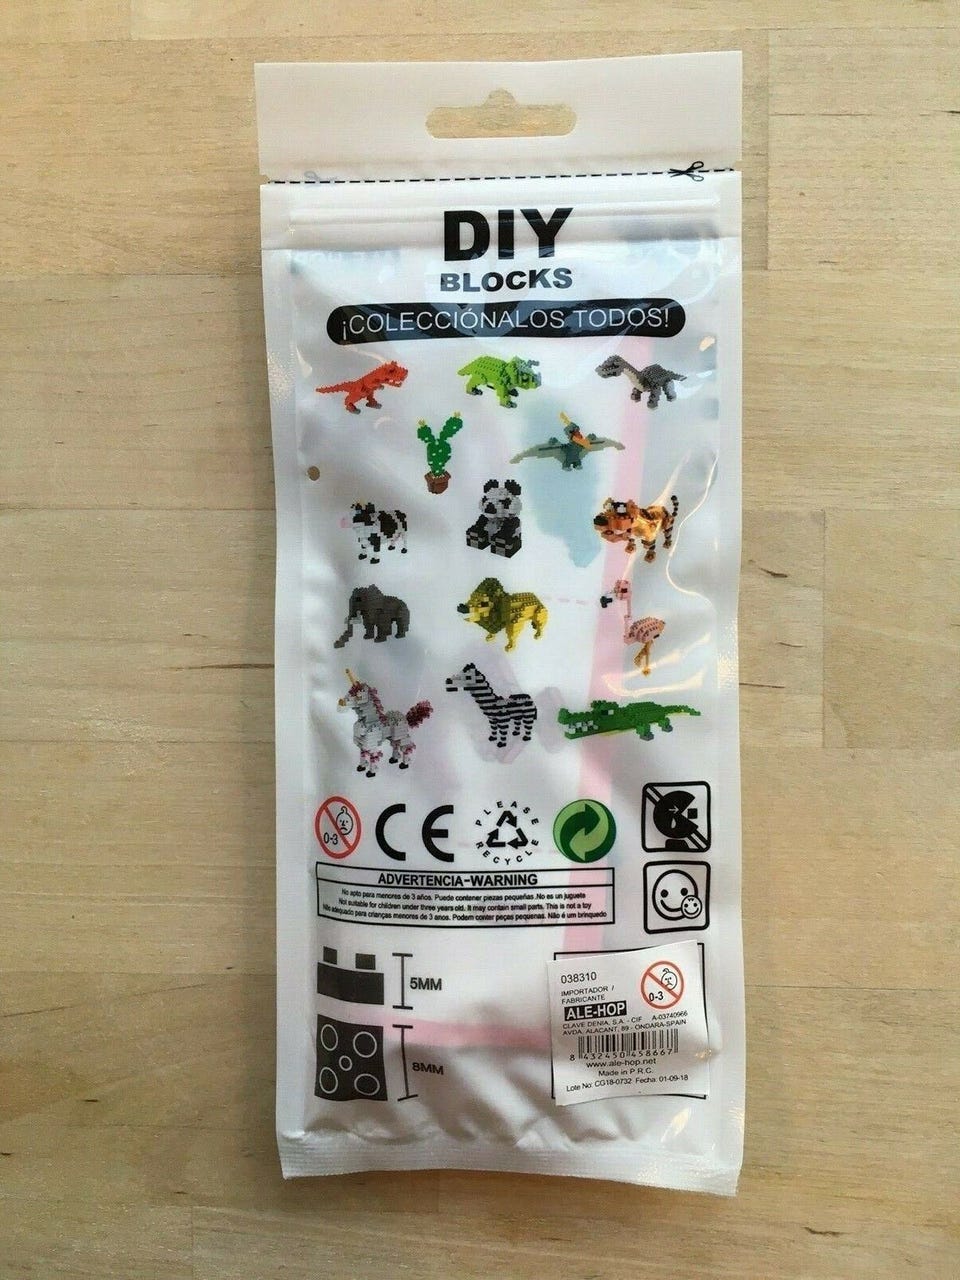 DIY
BLOCKS
¡COLECCIÓNALOS TODOS!
0-3
CE
PLEASE
RECYCLE
ADVERTENCIA-WARNING
No apto para menores de 3 años. Puede contener piezas pequeñas.No es un juguete
Not suitable for children under three years old. It may contain small parts. This is not a toy
Não adequado para crianças menores de 3 anos. Podem conter peças pequenas. Não é um brinquedo
5MM
8MM
038310
IMPORTADOR /
FABRICANTE
0-3
ALE-HOP
CLAVE DENIA, S.A. - CIF A-03740966
AVDA. ALACANT, 89 - ONDARA-SPAIN
8 432450 458667
www.ale-hop.net
Made in P.R.C.
Lote No: CG18-0732 Fecha: 01-09-18